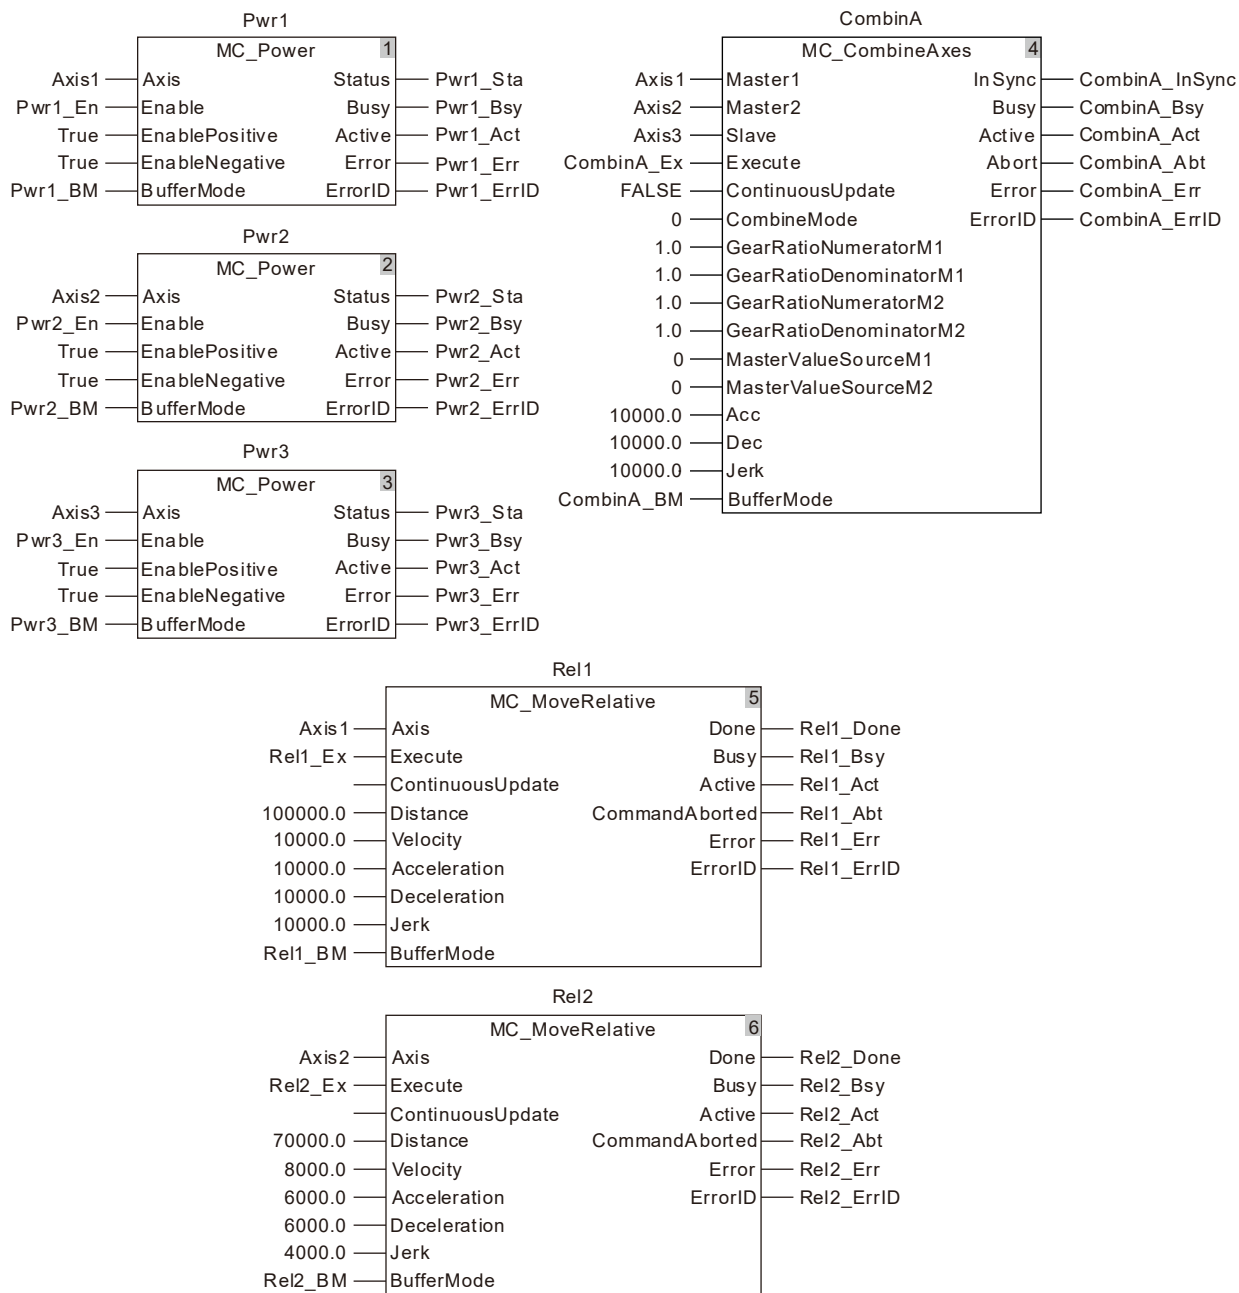 Pwr1
MC_Power 1
Axis1 Axis Status Pwr1_Sta
Pwr1_En Enable Busy Pwr1_Bsy
True EnablePositive Active Pwr1_Act
True EnableNegative Error Pwr1_Err
Pwr1_BM BufferMode ErrorID Pwr1_ErrID
Pwr2
MC_Power 2
Axis2 Axis Status Pwr2_Sta
Pwr2_En Enable Busy Pwr2_Bsy
True EnablePositive Active Pwr2_Act
True EnableNegative Error Pwr2_Err
Pwr2_BM BufferMode ErrorID Pwr2_ErrID
Pwr3
MC_Power 3
Axis3 Axis Status Pwr3_Sta
Pwr3_En Enable Busy Pwr3_Bsy
True EnablePositive Active Pwr3_Act
True EnableNegative Error Pwr3_Err
Pwr3_BM BufferMode ErrorID Pwr3_ErrID
CombinA
MC_CombineAxes 4
Axis1 Master1 InSync CombinA_InSync
Axis2 Master2 Busy CombinA_Bsy
Axis3 Slave Active CombinA_Act
CombinA_Ex Execute Abort CombinA_Abt
FALSE ContinuousUpdate Error CombinA_Err
0 CombineMode ErrorID CombinA_ErrID
1.0 GearRatioNumeratorM1
1.0 GearRatioDenominatorM1
1.0 GearRatioNumeratorM2
1.0 GearRatioDenominatorM2
0 MasterValueSourceM1
0 MasterValueSourceM2
10000.0 Acc
10000.0 Dec
10000.0 Jerk
CombinA_BM BufferMode
Rel1
MC_MoveRelative 5
Axis1 Axis Done Rel1_Done
Rel1_Ex Execute Busy Rel1_Bsy
ContinuousUpdate Active Rel1_Act
100000.0 Distance CommandAborted Rel1_Abt
10000.0 Velocity Error Rel1_Err
10000.0 Acceleration ErrorID Rel1_ErrID
10000.0 Deceleration
10000.0 Jerk
Rel1_BM BufferMode
Rel2
MC_MoveRelative 6
Axis2 Axis Done Rel2_Done
Rel2_Ex Execute Busy Rel2_Bsy
ContinuousUpdate Active Rel2_Act
70000.0 Distance CommandAborted Rel2_Abt
8000.0 Velocity Error Rel2_Err
6000.0 Acceleration ErrorID Rel2_ErrID
6000.0 Deceleration
4000.0 Jerk
Rel2_BM BufferMode